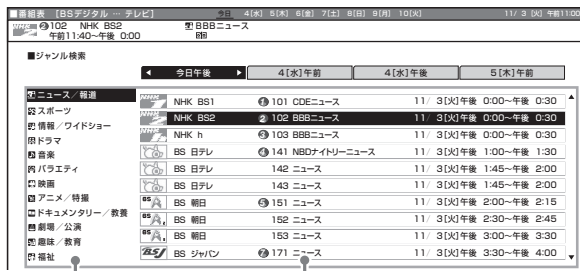 ■番組表 [BSデジタル … テレビ] 今日 4[水] 5[木] 6[金] 7[土] 8[日] 9[月] 10[火] 11/ 3 [火] 午前11:00
②102 NHK BS2 BBBニュース
午前11:40～午後 0:00
■ジャンル検索
◀ 今日午後 ▶ 4[水]午前 4[水]午後 5[木]午前
ニュース／報道
スポーツ
情報／ワイドショー
ドラマ
音楽
バラエティ
映画
アニメ／特撮
ドキュメンタリー／教養
劇場／公演
趣味／教育
福祉
NHK BS1 ①101 CDEニュース 11/ 3[火]午後 0:00～午後 0:30
NHK BS2 ②102 BBBニュース 11/ 3[火]午後 0:00～午後 0:30
NHK h ③103 BBBニュース 11/ 3[火]午後 0:00～午後 0:30
BS 日テレ ④141 NBDナイトリーニュース 11/ 3[火]午後 1:00～午後 1:30
BS 日テレ 142 ニュース 11/ 3[火]午後 1:45～午後 2:00
BS 日テレ 143 ニュース 11/ 3[火]午後 1:45～午後 2:00
BS 朝日 ⑤151 ニュース 11/ 3[火]午後 2:00～午後 2:15
BS 朝日 152 ニュース 11/ 3[火]午後 2:30～午後 2:45
BS 朝日 153 ニュース 11/ 3[火]午後 3:00～午後 3:30
BSJ BS ジャパン ⑦171 ニュース 11/ 3[火]午後 3:30～午後 4:00